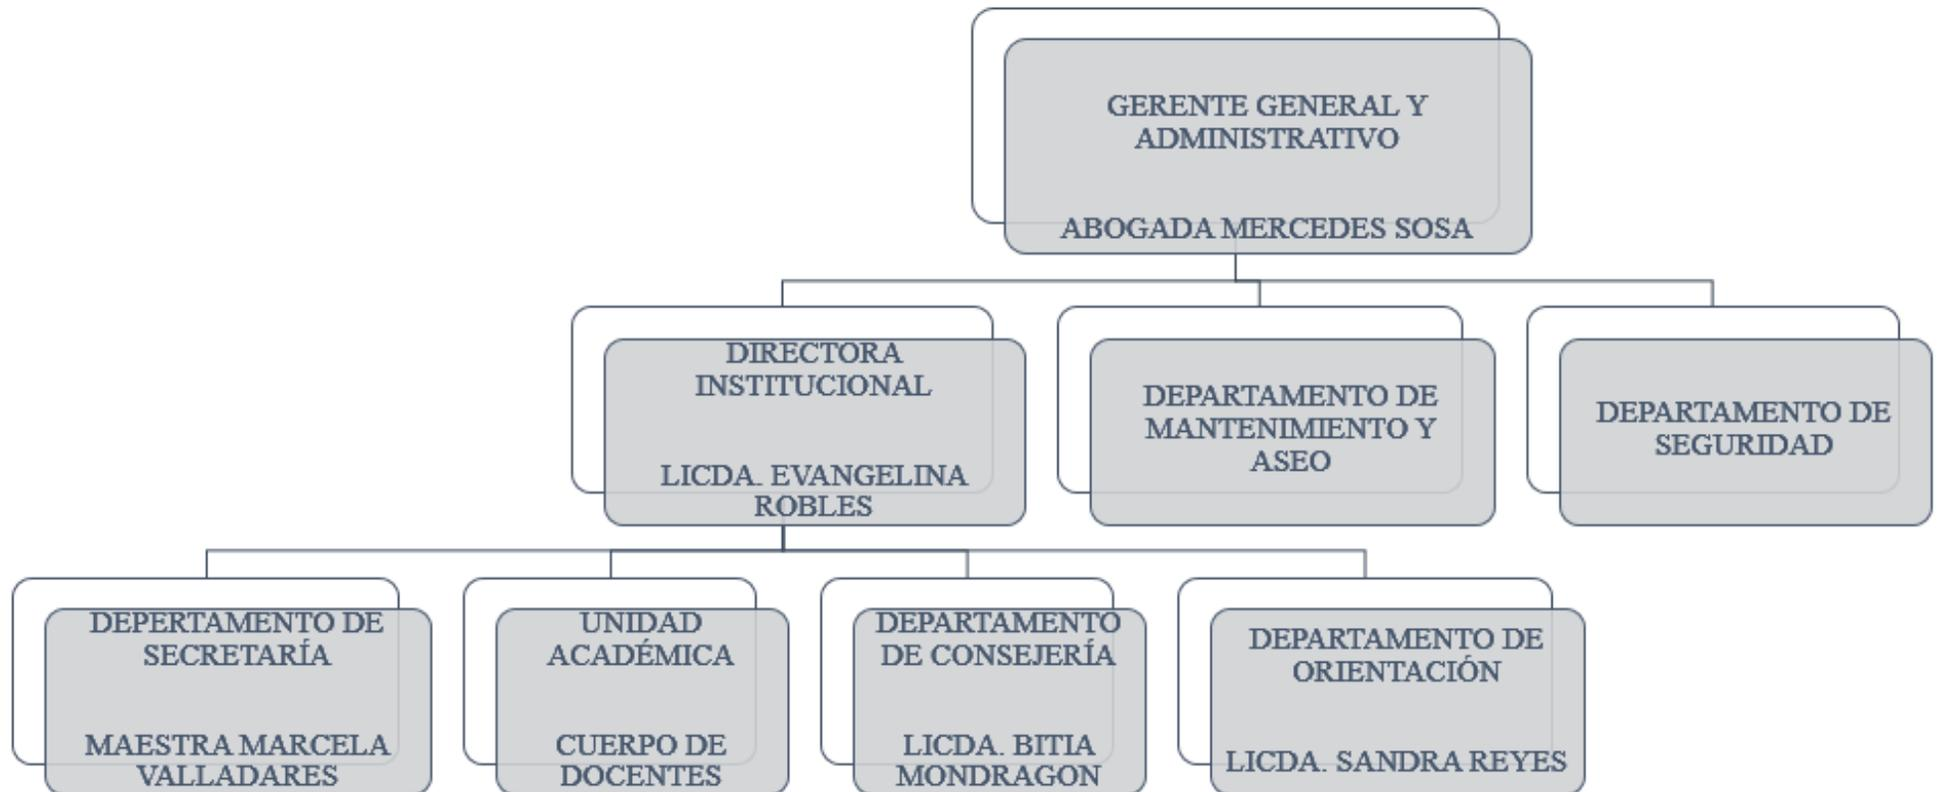 GERENTE GENERAL Y
ADMINISTRATIVO
ABOGADA MERCEDES SOSA
DIRECTORA
INSTITUCIONAL
LICDA. EVANGELINA
ROBLES
DEPARTAMENTO DE
MANTENIMIENTO Y
ASEO
DEPARTAMENTO DE
SEGURIDAD
DEPERTAMENTO DE
SECRETARÍA
MAESTRA MARCELA
VALLADARES
UNIDAD
ACADÉMICA
CUERPO DE
DOCENTES
DEPARTAMENTO
DE CONSEJERÍA
LICDA. BITIA
MONDRAGON
DEPARTAMENTO DE
ORIENTACIÓN
LICDA. SANDRA REYES